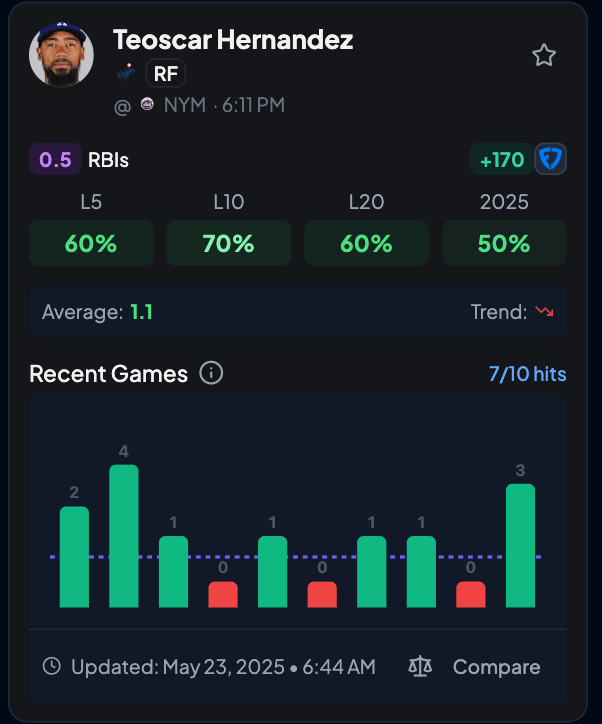 Teoscar Hernandez
RF
@ NYM · 6:11 PM
0.5 RBIs +170
L5 L10 L20 2025
60% 70% 60% 50%
Average: 1.1 Trend:
Recent Games 7/10 hits
2 4 1 0 1 0 1 1 0 3
Updated: May 23, 2025 • 6:44 AM Compare